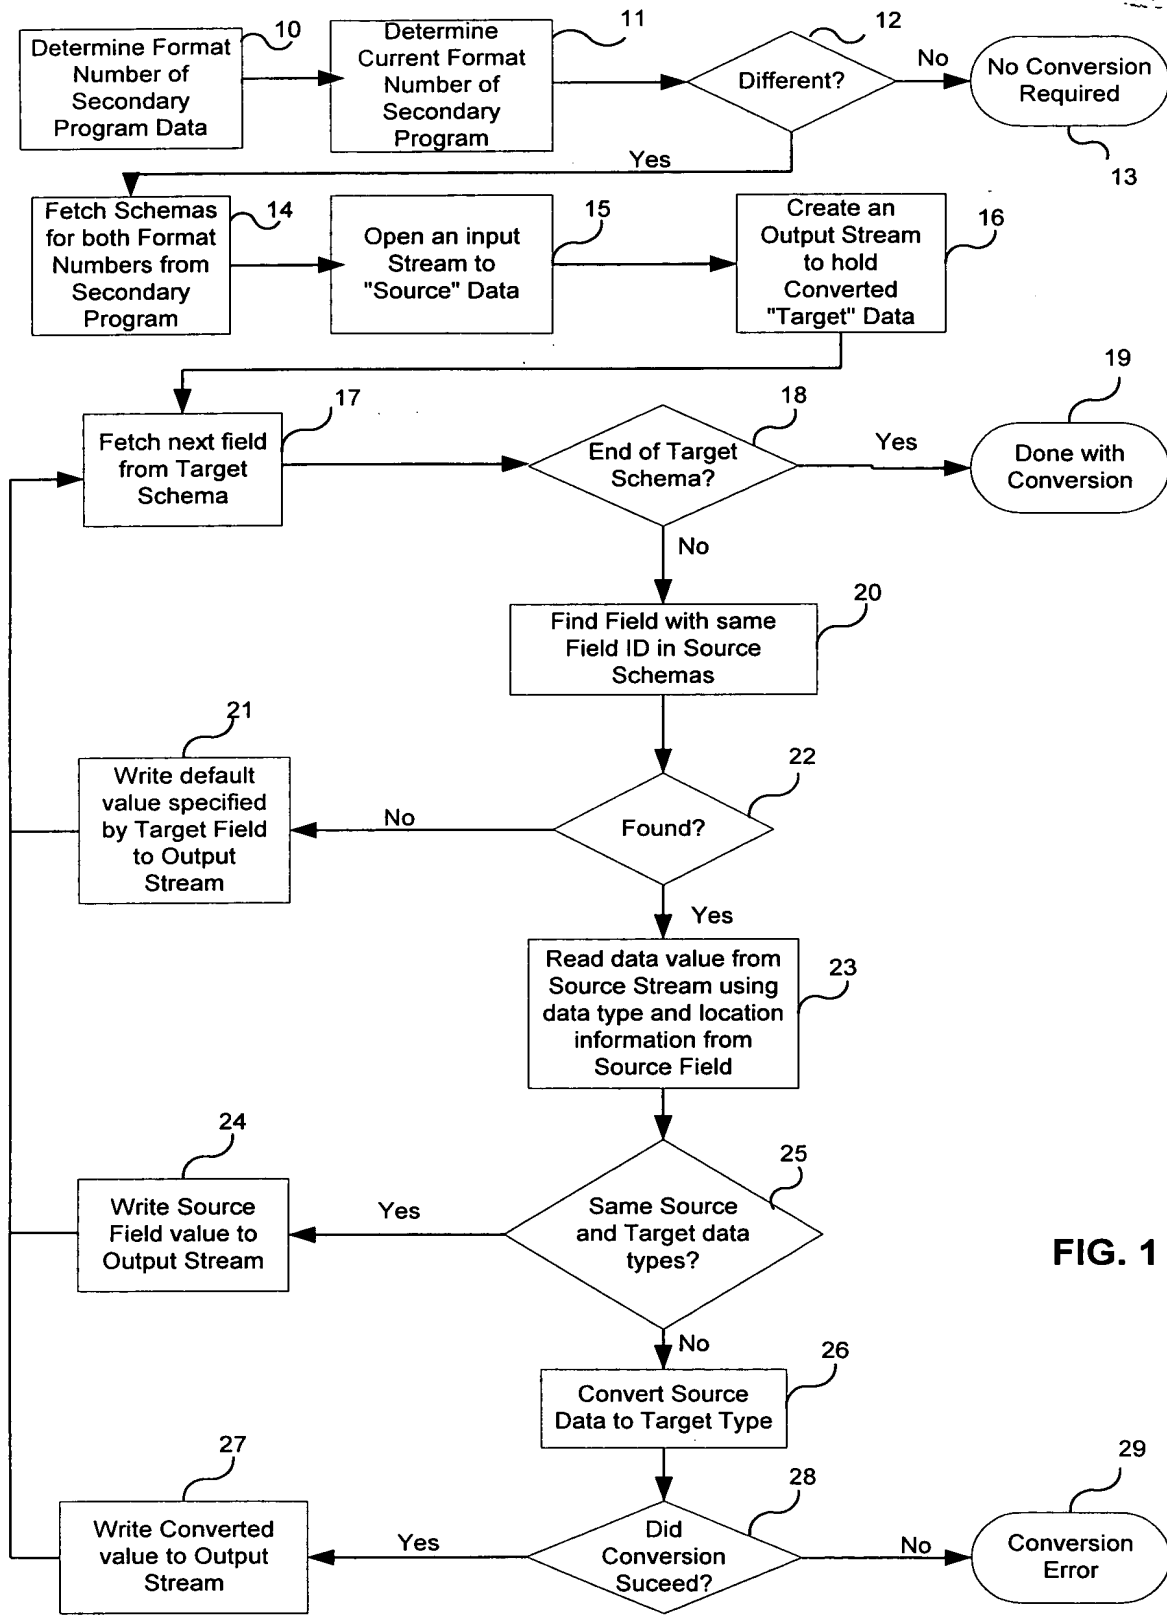 10
11
12
Determine Format
Number of
Secondary
Program Data
Determine
Current Format
Number of
Secondary
Program
Different?
No
No Conversion
Required
13
Yes
Fetch Schemas
for both Format
Numbers from
Secondary
Program
14
Open an input
Stream to
"Source" Data
15
Create an
Output Stream
to hold
Converted
"Target" Data
16
Fetch next field
from Target
Schema
17
End of Target
Schema?
18
Yes
19
Done with
Conversion
No
Find Field with same
Field ID in Source
Schemas
20
21
Write default
value specified
by Target Field
to Output
Stream
No
Found?
22
Yes
Read data value from
Source Stream using
data type and location
information from
Source Field
23
24
Write Source
Field value to
Output Stream
Yes
Same Source
and Target data
types?
25
FIG. 1
No
Convert Source
Data to Target Type
26
27
Write Converted
value to Output
Stream
Yes
Did
Conversion
Suceed?
28
No
29
Conversion
Error